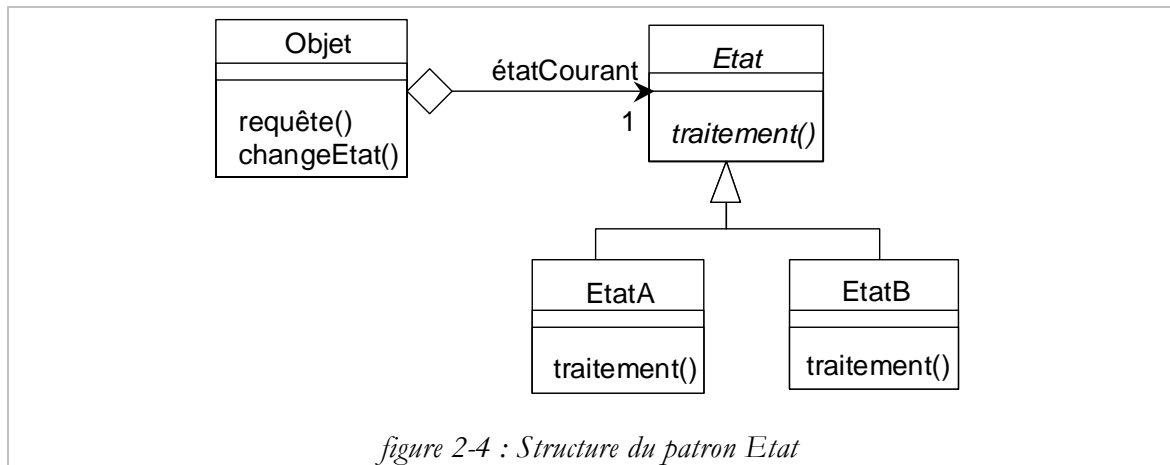 Objet
requête()
changeEtat()
étatCourant
1
Etat
traitement()
EtatA
traitement()
EtatB
traitement()
figure 2-4 : Structure du patron Etat